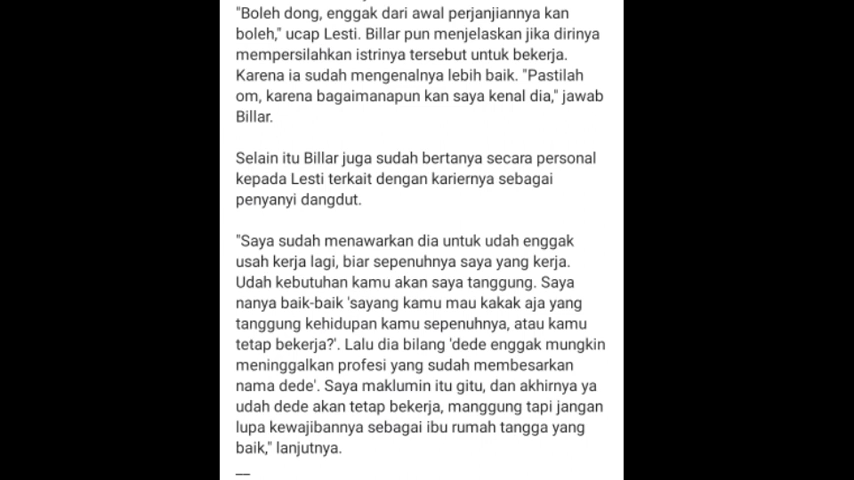 "Boleh dong, enggak dari awal perjanjiannya kan
boleh," ucap Lesti. Billar pun menjelaskan jika dirinya
mempersilahkan istrinya tersebut untuk bekerja.
Karena ia sudah mengenalnya lebih baik. "Pastilah
om, karena bagaimanapun kan saya kenal dia," jawab
Billar.
Selain itu Billar juga sudah bertanya secara personal
kepada Lesti terkait dengan kariernya sebagai
penyanyi dangdut.
"Saya sudah menawarkan dia untuk udah enggak
usah kerja lagi, biar sepenuhnya saya yang kerja.
Udah kebutuhan kamu akan saya tanggung. Saya
nanya baik-baik 'sayang kamu mau kakak aja yang
tanggung kehidupan kamu sepenuhnya, atau kamu
tetap bekerja?'. Lalu dia bilang 'dede enggak mungkin
meninggalkan profesi yang sudah membesarkan
nama dede'. Saya maklumin itu gitu, dan akhirnya ya
udah dede akan tetap bekerja, manggung tapi jangan
lupa kewajibannya sebagai ibu rumah tangga yang
baik," lanjutnya.
__